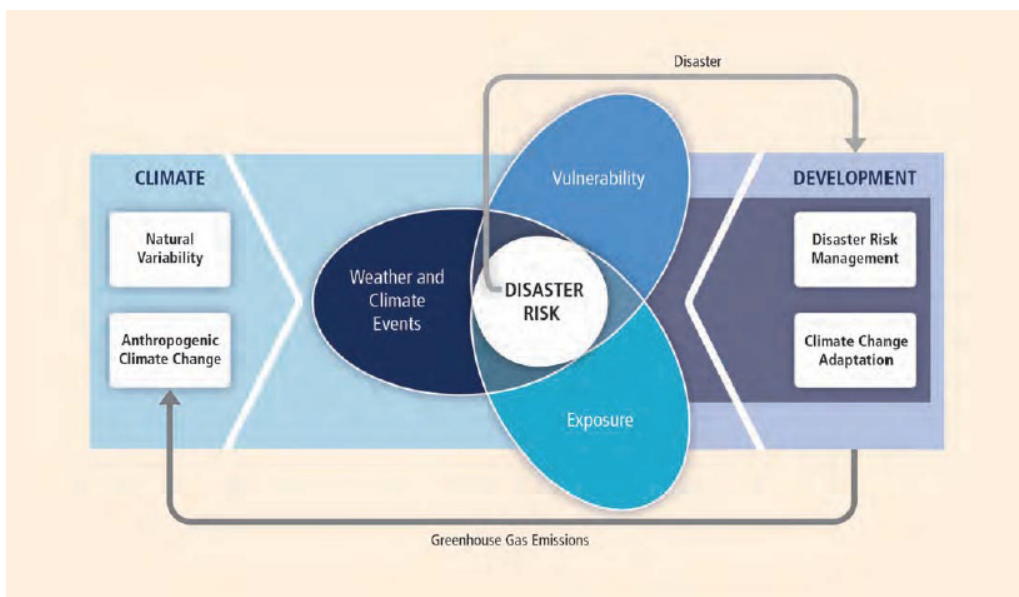 Disaster
CLIMATE
Vulnerability
DEVELOPMENT
Natural
Variability
Disaster Risk
Management
Weather and
Climate
Events
DISASTER
RISK
Anthropogenic
Climate Change
Climate Change
Adaptation
Exposure
Greenhouse Gas Emissions